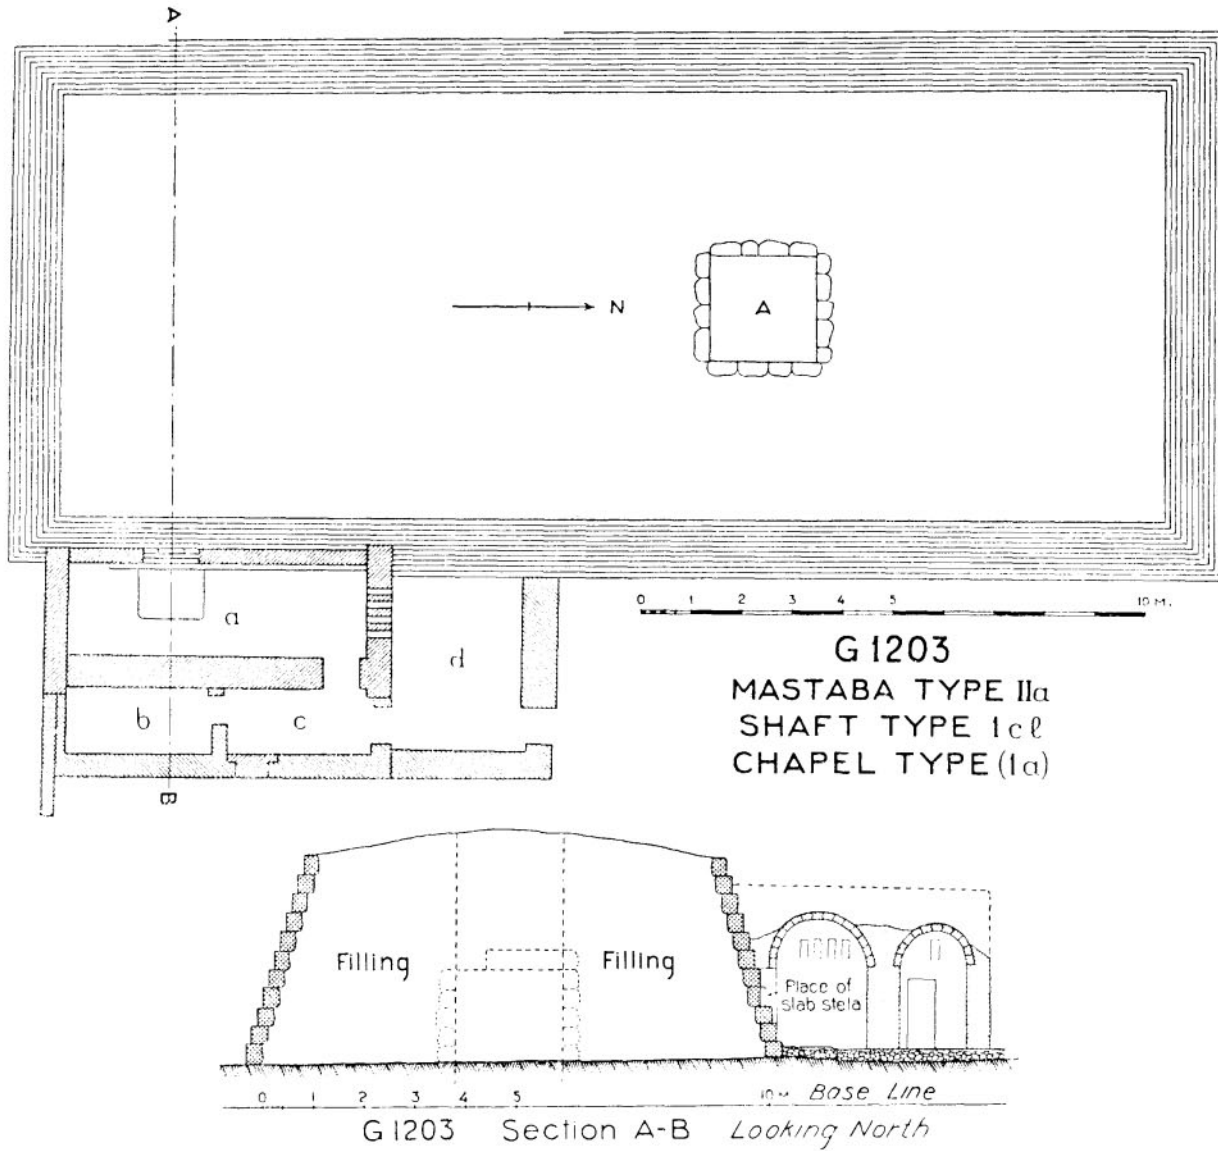 A
N
A
a
b
c
d
B
0 1 2 3 4 5 10 M.
G 1203
MASTABA TYPE IIa
SHAFT TYPE 1 c ℓ
CHAPEL TYPE (1a)
Filling
Filling
Place of
slab stela
0 1 2 3 4 5 10 M
Base Line
G 1203 Section A-B Looking North